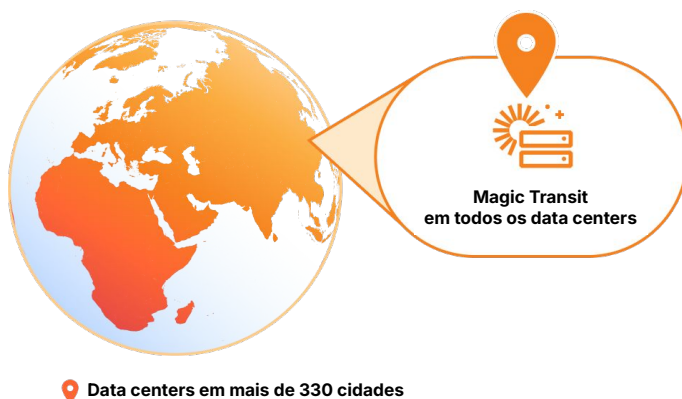 Magic Transit
em todos os data centers
Data centers em mais de 330 cidades